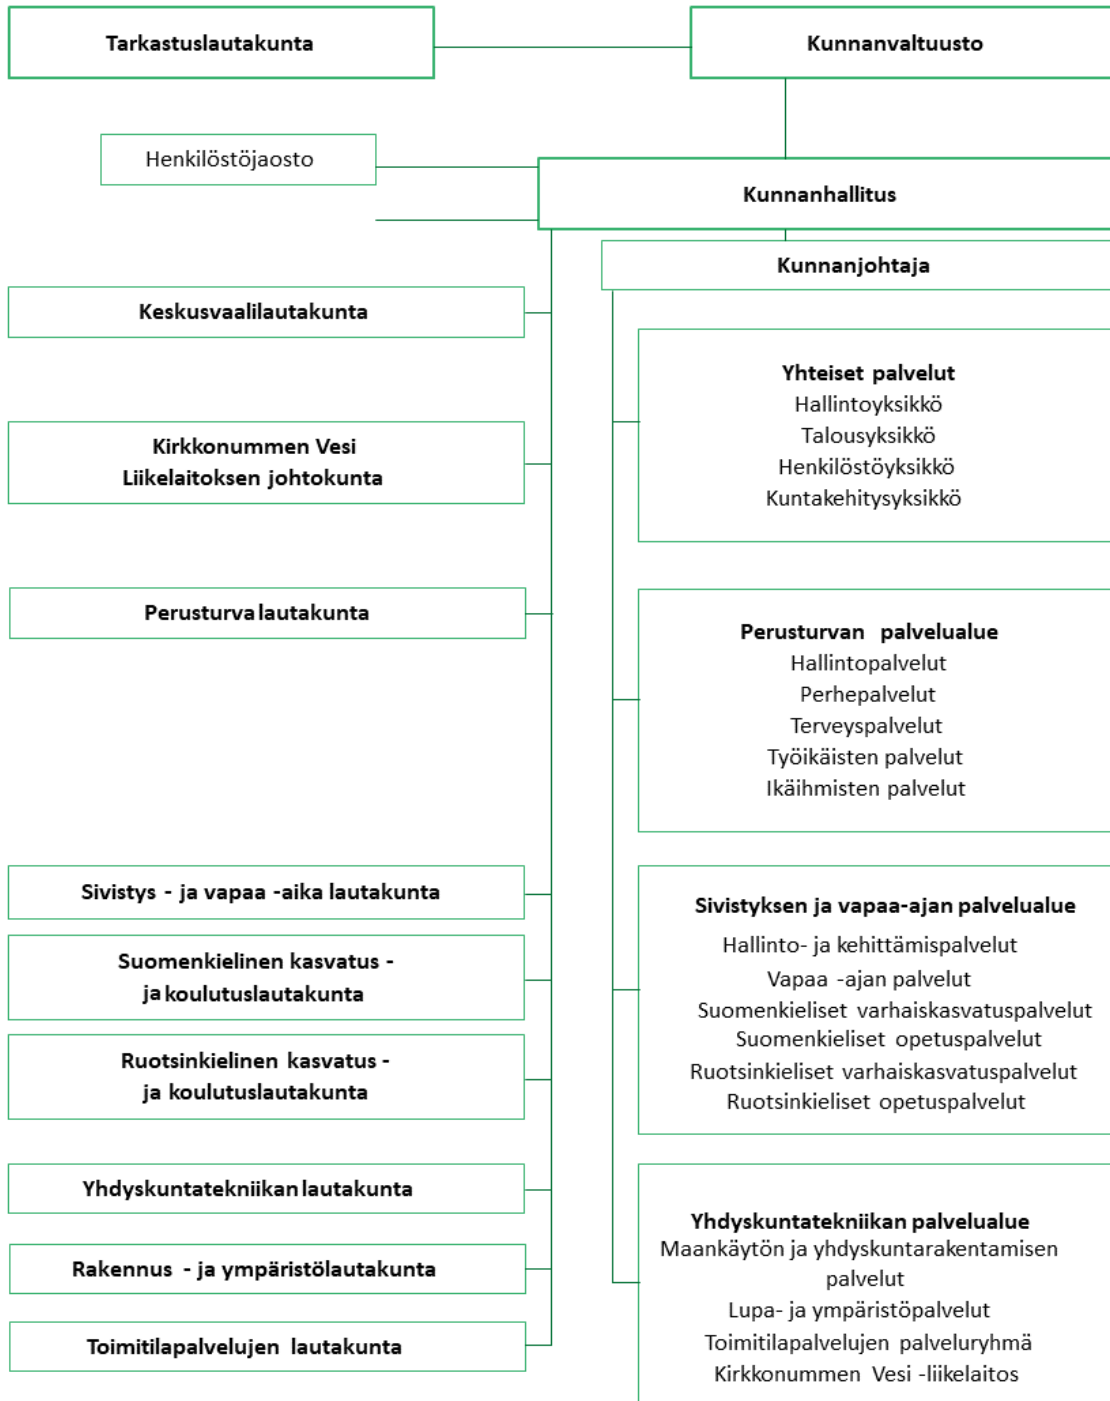 Tarkastuslautakunta
Kunnanvaltuusto
Henkilöstöjaosto
Kunnanhallitus
Kunnanjohtaja
Keskusvaalilautakunta
Kirkkonummen Vesi
Liikelaitoksen johtokunta
Perusturva lautakunta
Sivistys - ja vapaa -aika lautakunta
Suomenkielinen kasvatus -
ja koulutuslautakunta
Ruotsinkielinen kasvatus -
ja koulutuslautakunta
Yhdyskuntatekniikan lautakunta
Rakennus - ja ympäristölautakunta
Toimitilapalvelujen lautakunta
Yhteiset palvelut
Hallintoyksikkö
Talousyksikkö
Henkilöstöyksikkö
Kuntakehitysyksikkö
Perusturvan palvelualue
Hallintopalvelut
Perhepalvelut
Terveyspalvelut
Työikäisten palvelut
Ikäihmisten palvelut
Sivistyksen ja vapaa-ajan palvelualue
Hallinto- ja kehittämispalvelut
Vapaa -ajan palvelut
Suomenkieliset varhaiskasvatuspalvelut
Suomenkieliset opetuspalvelut
Ruotsinkieliset varhaiskasvatuspalvelut
Ruotsinkieliset opetuspalvelut
Yhdyskuntatekniikan palvelualue
Maankäytön ja yhdyskuntarakentamisen
palvelut
Lupa- ja ympäristöpalvelut
Toimitilapalvelujen palveluryhmä
Kirkkonummen Vesi -liikelaitos